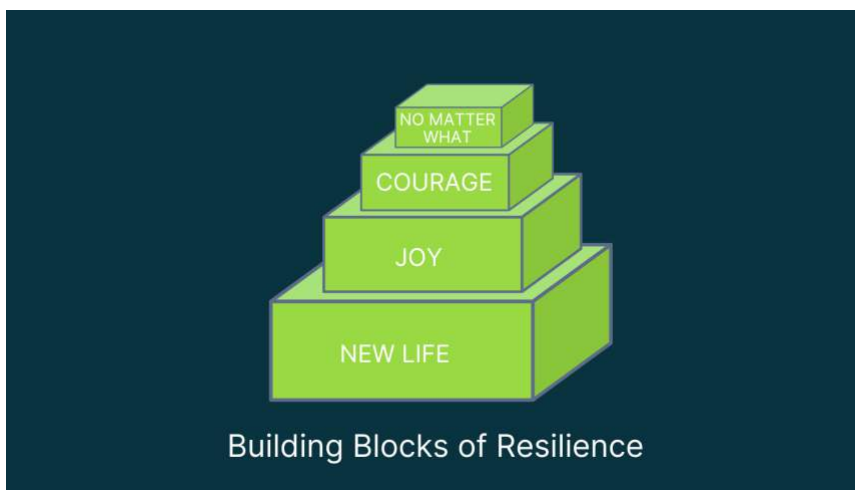 NO MATTER
WHAT
COURAGE
JOY
NEW LIFE
Building Blocks of Resilience